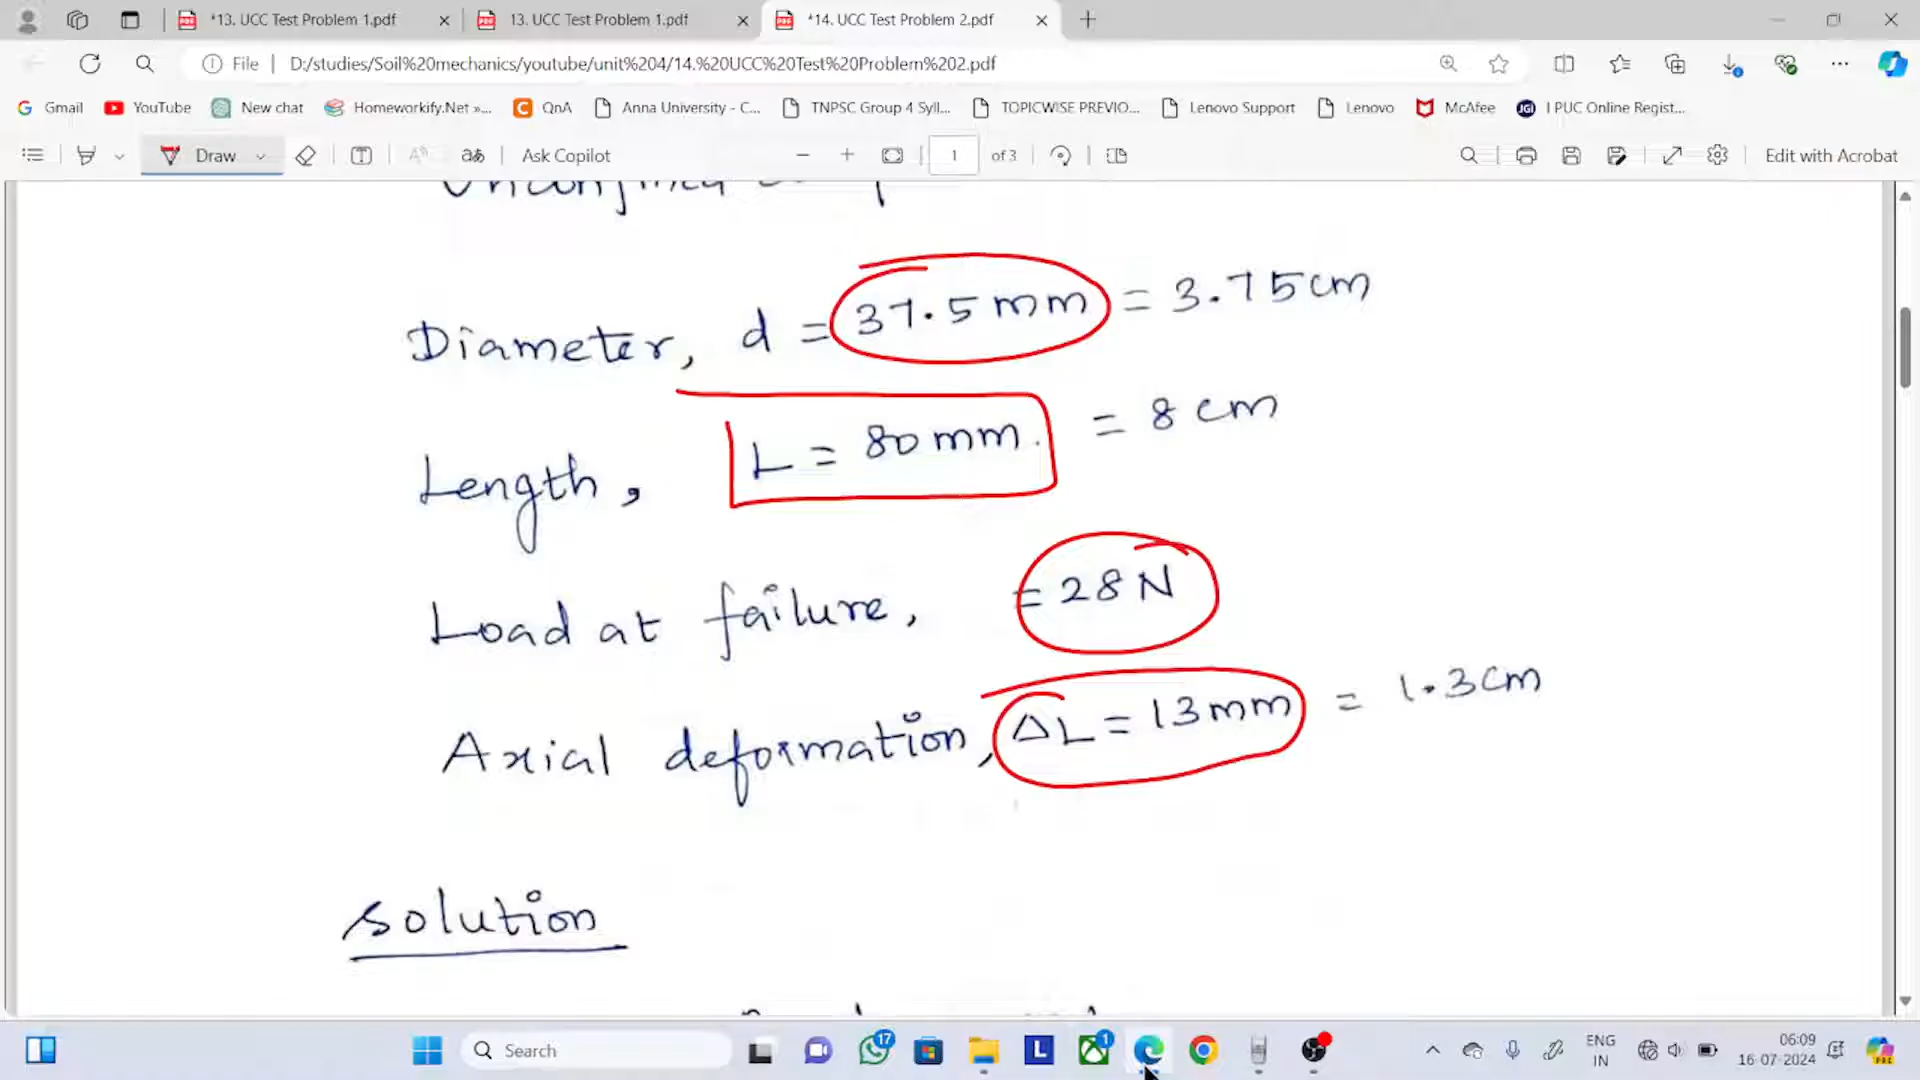 *13. UCC Test Problem 1.pdf
13. UCC Test Problem 1.pdf
*14. UCC Test Problem 2.pdf
File
D:/studies/Soil%20mechanics/youtube/unit%204/14.%20UCC%20Test%20Problem%202.pdf
Gmail
YouTube
New chat
Homeworkify.Net »...
QnA
Anna University - C...
TNPSC Group 4 Syll...
TOPICWISE PREVIO...
Lenovo Support
Lenovo
McAfee
I PUC Online Regist...
Draw
Ask Copilot
1 of 3
Edit with Acrobat
Unconfined
Diameter, d = 37.5 mm = 3.75 cm
Length, L = 80 mm. = 8 cm
Load at failure, = 28 N
Axial deformation, ΔL = 13 mm = 1.3 cm
Solution
Search
17
1
ENG
IN
06:09
16-07-2024